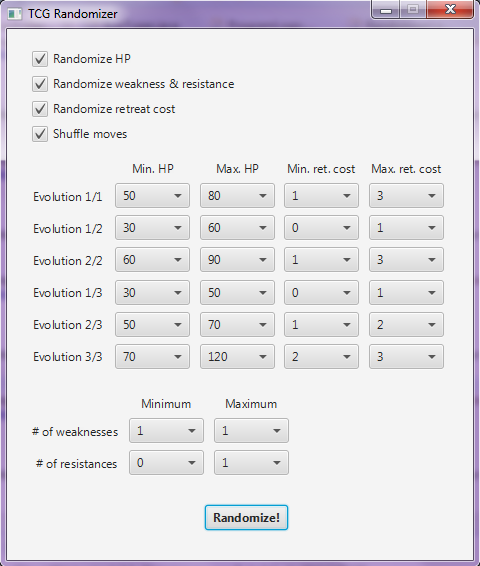 TCG Randomizer
Randomize HP
Randomize weakness & resistance
Randomize retreat cost
Shuffle moves
Min. HP Max. HP Min. ret. cost Max. ret. cost
Evolution 1/1 50 80 1 3
Evolution 1/2 30 60 0 1
Evolution 2/2 60 90 1 3
Evolution 1/3 30 50 0 1
Evolution 2/3 50 70 1 2
Evolution 3/3 70 120 2 3
Minimum Maximum
# of weaknesses 1 1
# of resistances 0 1
Randomize!